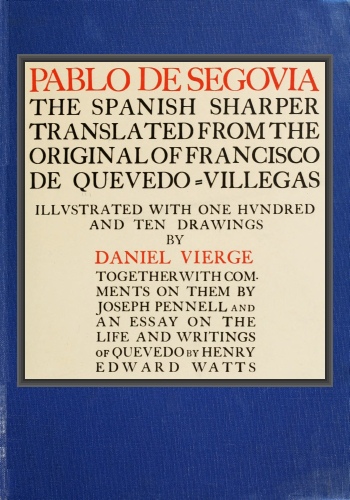 PABLO DE SEGOVIA
THE SPANISH SHARPER
TRANSLATED FROM THE
ORIGINAL OF FRANCISCO
DE QUEVEDO=VILLEGAS
ILLVSTRATED WITH ONE HVNDRED
AND TEN DRAWINGS
BY
DANIEL VIERGE
TOGETHER WITH COM-
MENTS ON THEM BY
JOSEPH PENNELL AND
AN ESSAY ON THE
LIFE AND WRITINGS
OF QUEVEDO BY HENRY
EDWARD WATTS